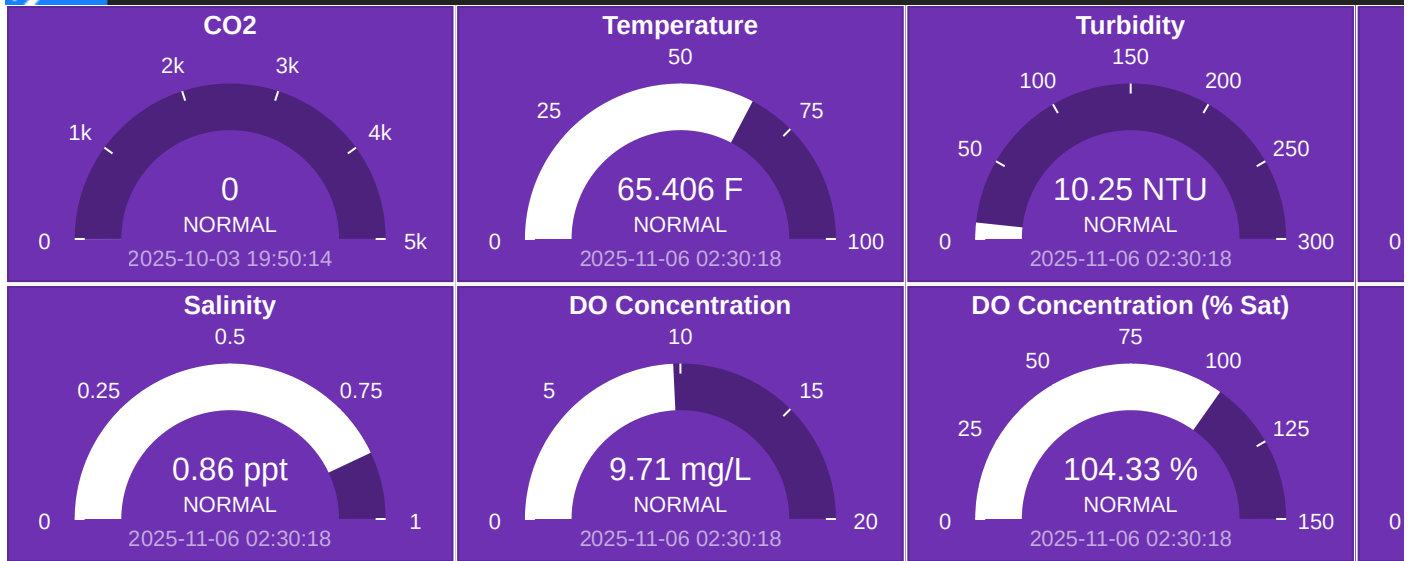 CO2
0
1k
2k
3k
4k
5k
0
NORMAL
2025-10-03 19:50:14
Temperature
0
25
50
75
100
65.406 F
NORMAL
2025-11-06 02:30:18
Turbidity
0
50
100
150
200
250
300
10.25 NTU
NORMAL
2025-11-06 02:30:18
0
Salinity
0
0.25
0.5
0.75
1
0.86 ppt
NORMAL
2025-11-06 02:30:18
DO Concentration
0
5
10
15
20
9.71 mg/L
NORMAL
2025-11-06 02:30:18
DO Concentration (% Sat)
0
25
50
75
100
125
150
104.33 %
NORMAL
2025-11-06 02:30:18
0